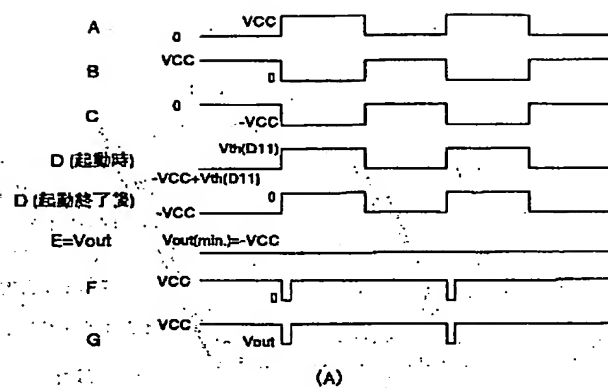 A VCC
0
B VCC
0
C 0
-VCC
D (起動時) Vth(D11)
-VCC+Vth(D11)
D (起動終了後) 0
-VCC
E=Vout Vout(min.)=-VCC
F VCC
0
G VCC
Vout
(A)